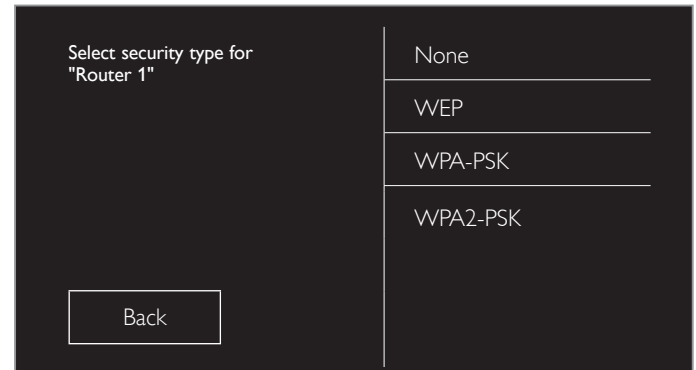 Select security type for
"Router 1"
None
WEP
WPA-PSK
WPA2-PSK
Back